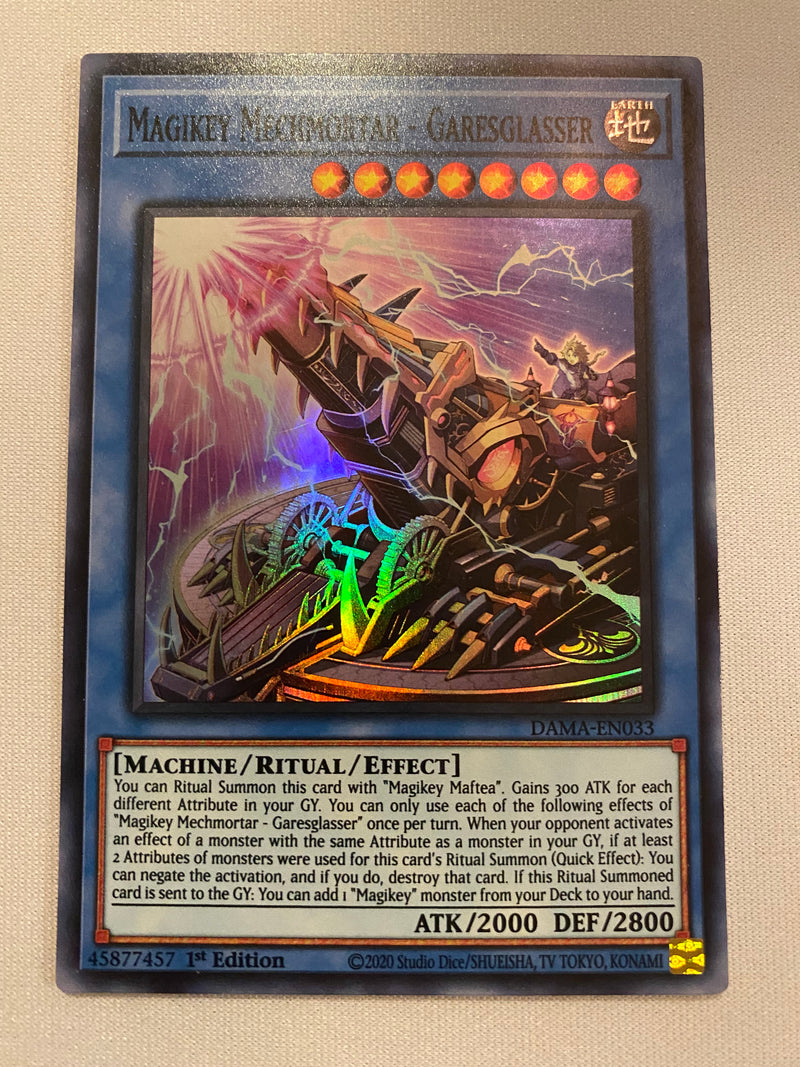 MAGIKEY MECHMORTAR - GARESGLASSER
EARTH
地
DAMA-EN033
[MACHINE/RITUAL/EFFECT]
You can Ritual Summon this card with "Magikey Maftea". Gains 300 ATK for each
different Attribute in your GY. You can only use each of the following effects of
"Magikey Mechmortar - Garesglasser" once per turn. When your opponent activates
an effect of a monster with the same Attribute as a monster in your GY, if at least
2 Attributes of monsters were used for this card's Ritual Summon (Quick Effect): You
can negate the activation, and if you do, destroy that card. If this Ritual Summoned
card is sent to the GY: You can add 1 "Magikey" monster from your Deck to your hand.
ATK/2000 DEF/2800
45877457 1st Edition ©2020 Studio Dice/SHUEISHA, TV TOKYO, KONAMI